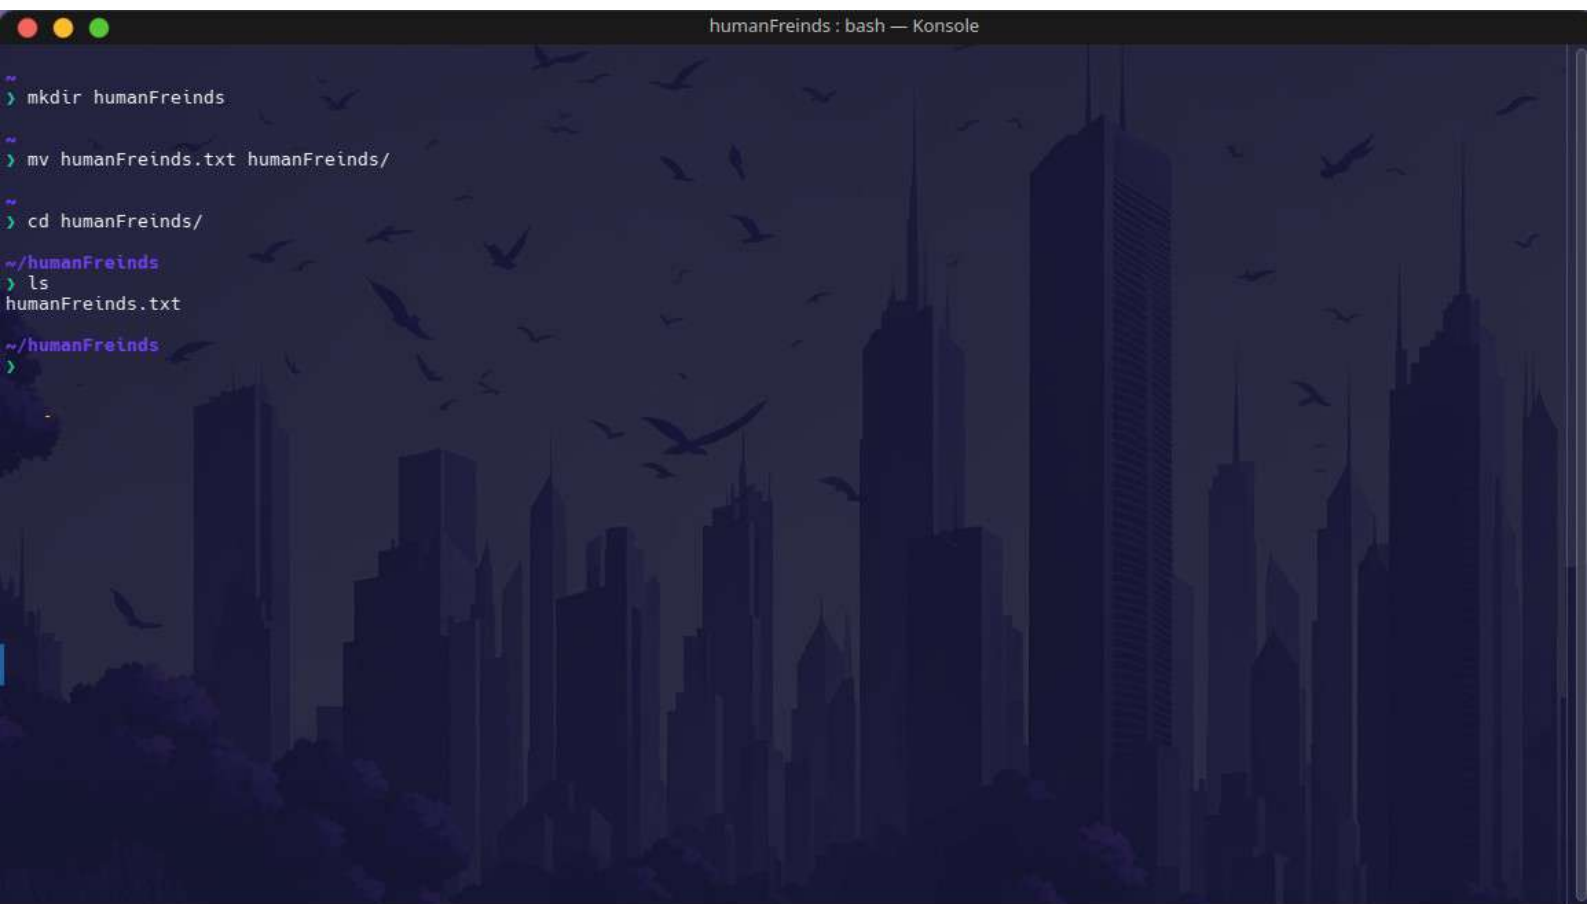 humanFreinds : bash — Konsole
~
❯ mkdir humanFreinds
~
❯ mv humanFreinds.txt humanFreinds/
~
❯ cd humanFreinds/
~/humanFreinds
❯ ls
humanFreinds.txt
~/humanFreinds
❯